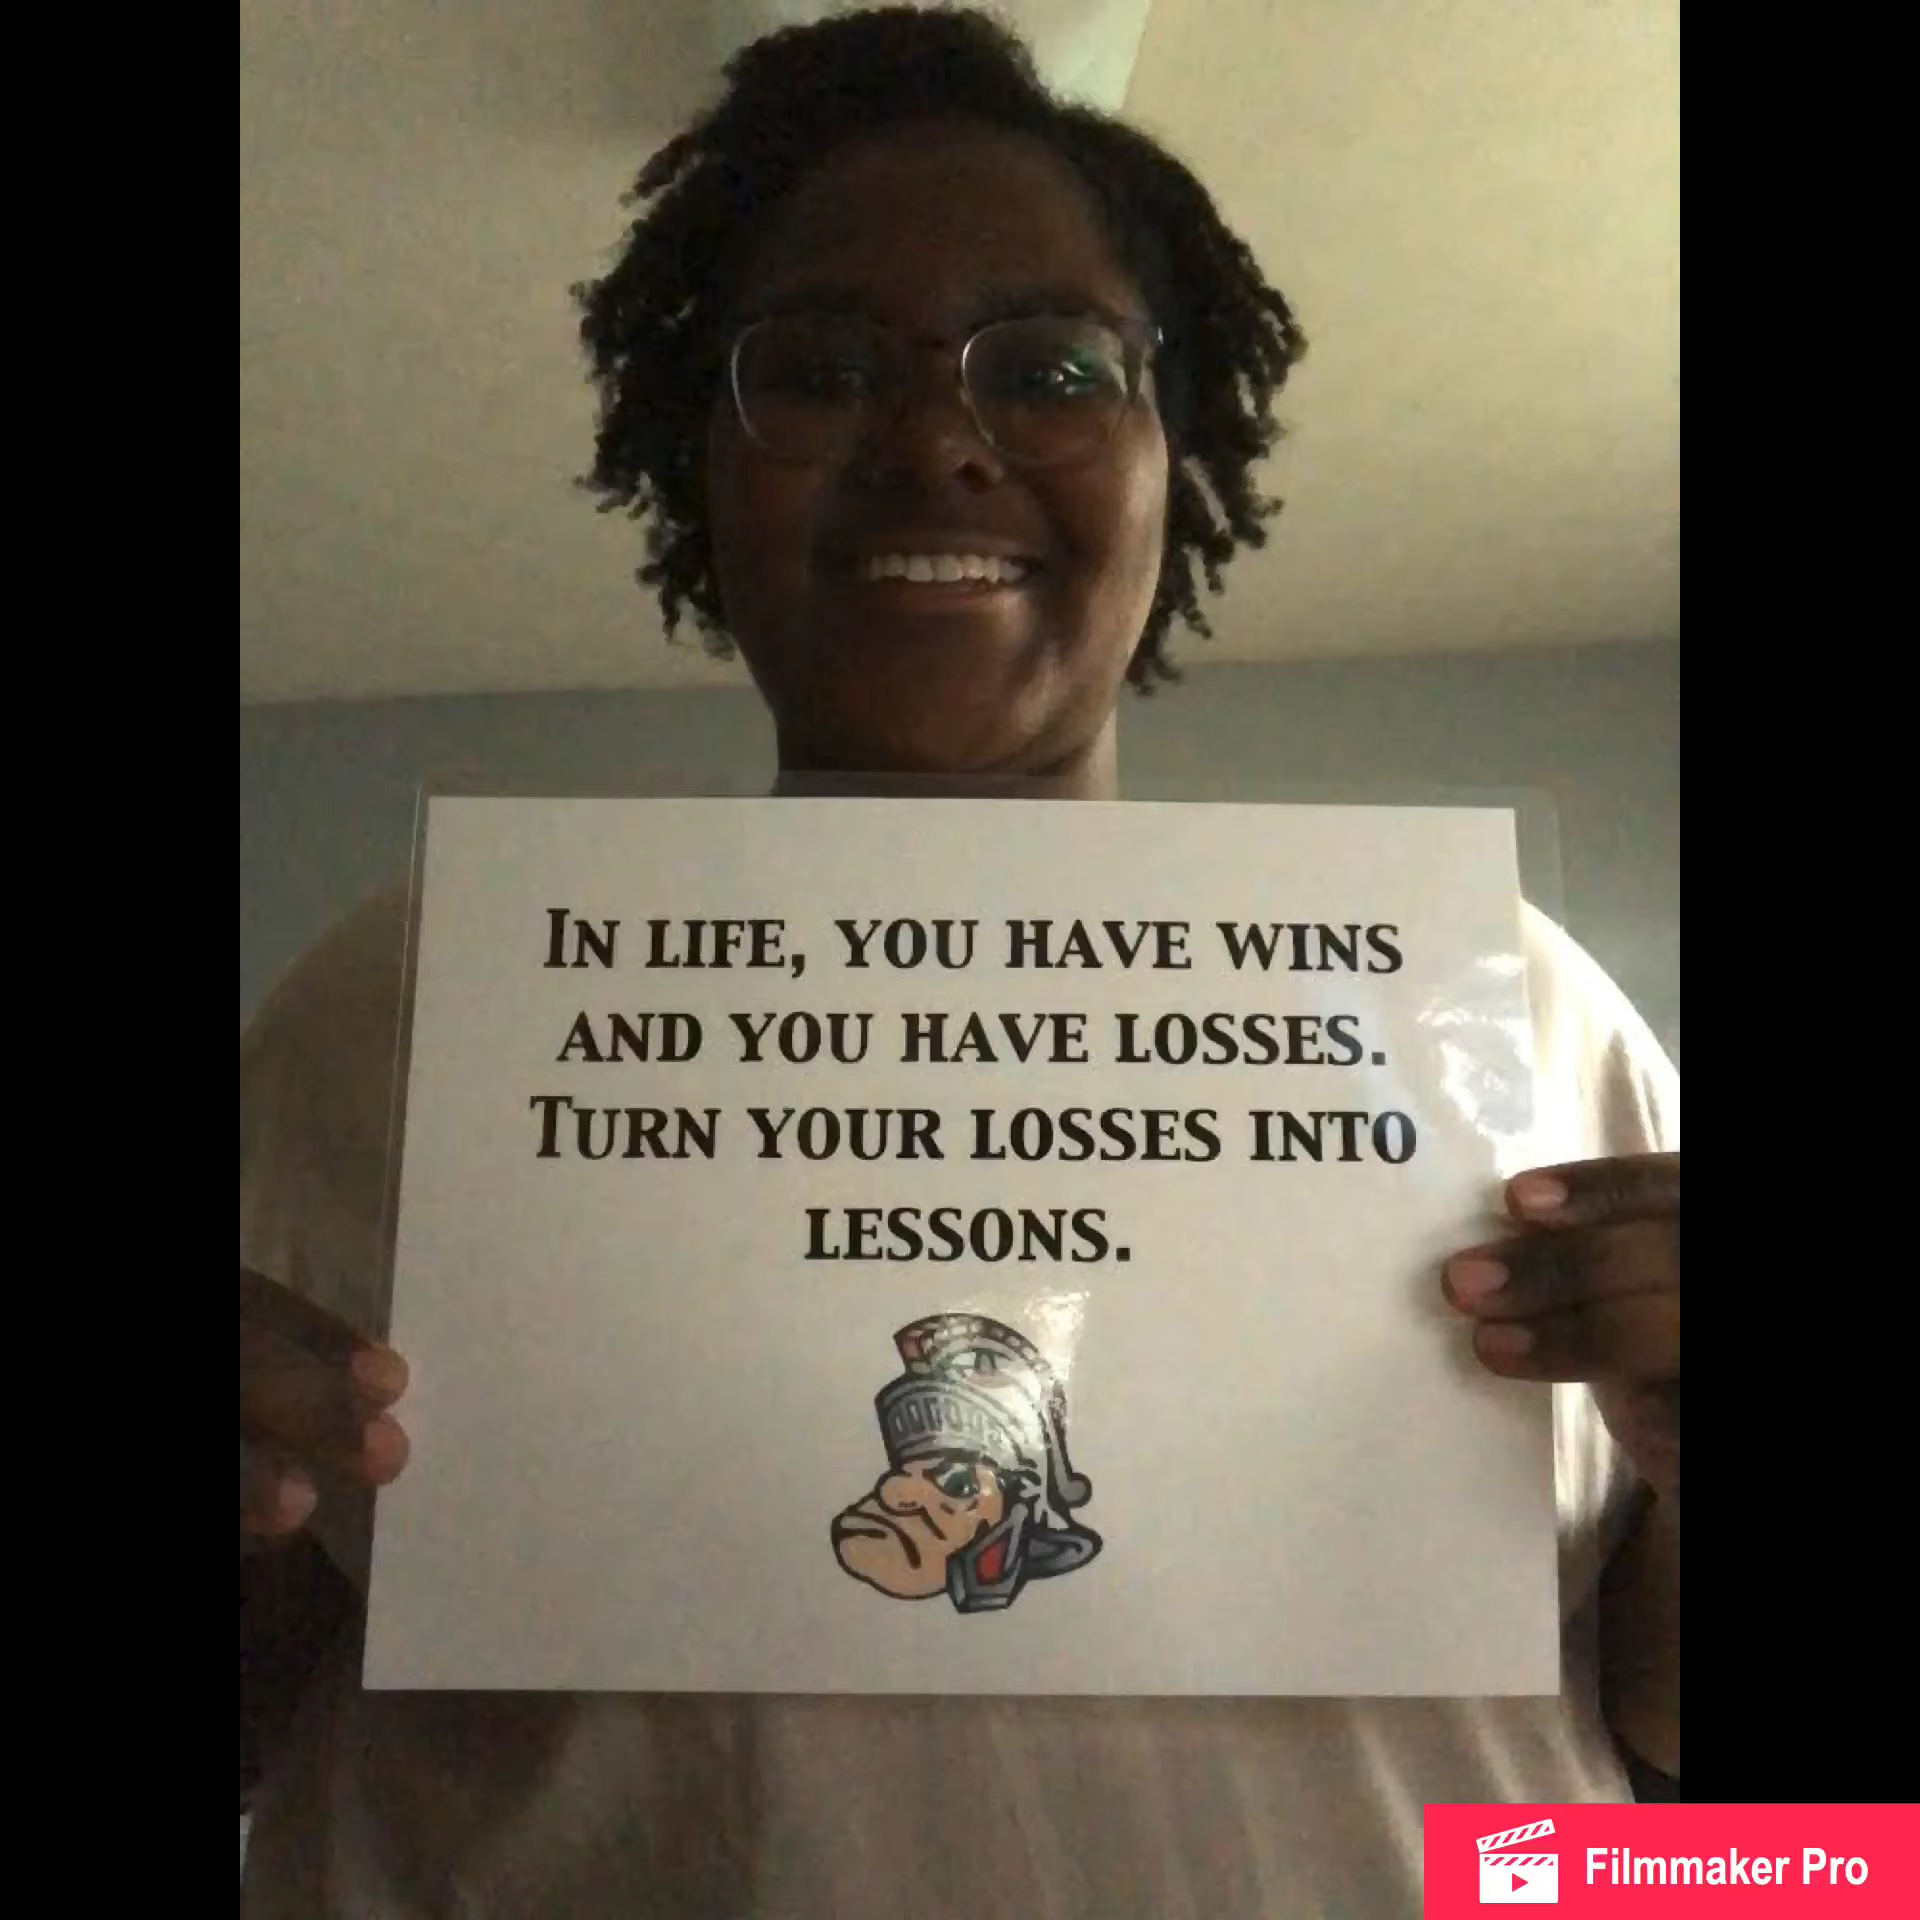 In life, you have wins
and you have losses.
Turn your losses into
lessons.
Filmmaker Pro